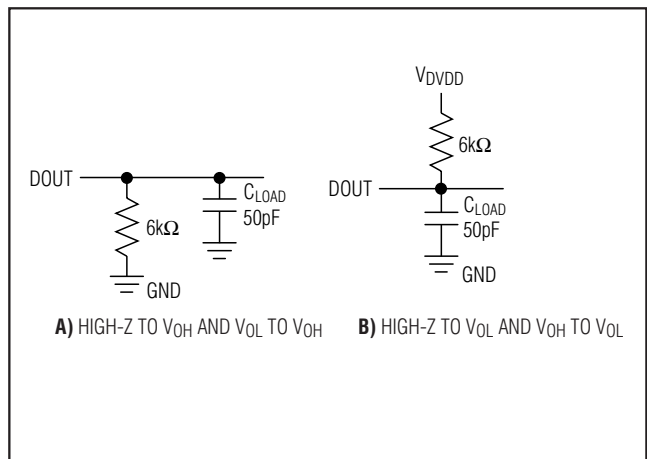 DOUT
6kΩ
GND
CLOAD
50pF
A) HIGH-Z TO VOH AND VOL TO VOH
VDVDD
6kΩ
DOUT
CLOAD
50pF
GND
B) HIGH-Z TO VOL AND VOH TO VOL